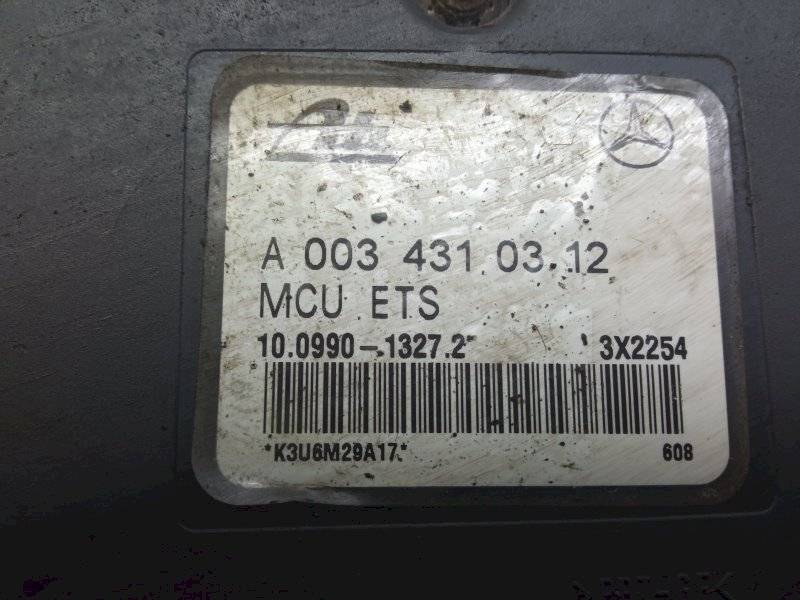 A 003 431 03 12
MCU ETS
10.0990-1327.2 3X2254
*K3U6M29A17* 608